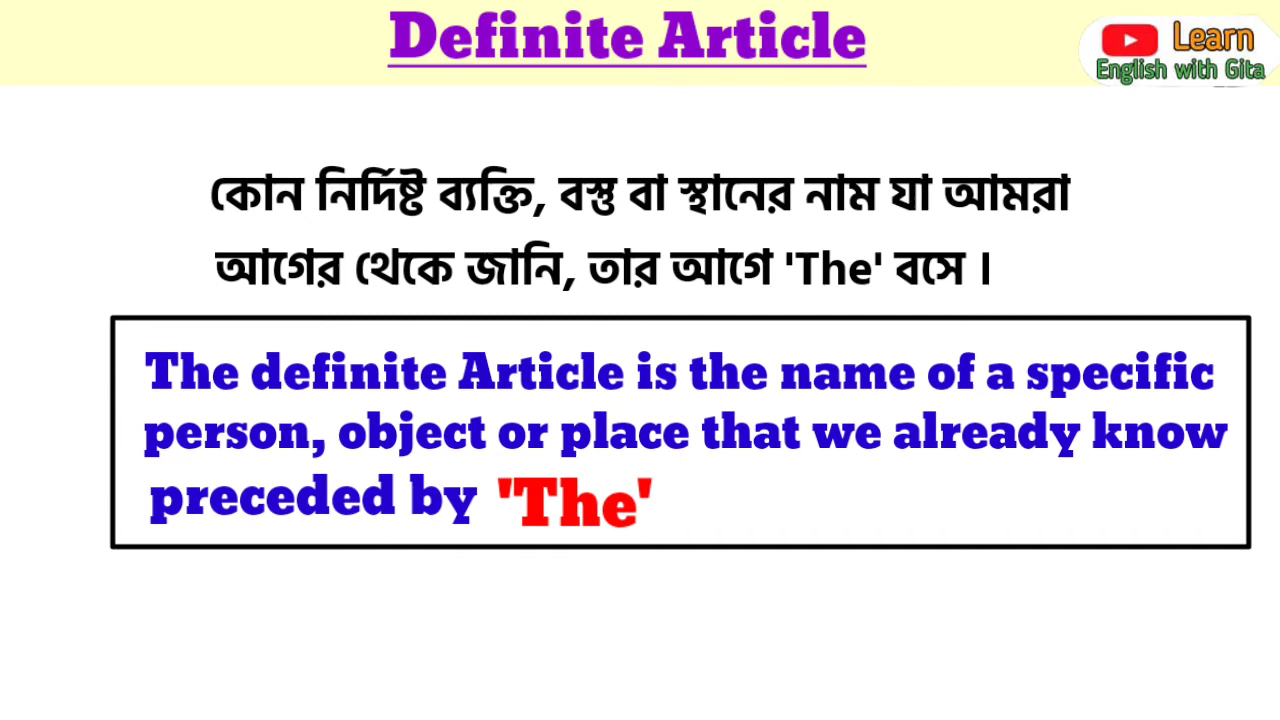 Definite Article
Learn
English with Gita
কোন নির্দিষ্ট ব্যক্তি, বস্তু বা স্থানের নাম যা আমরা
আগের থেকে জানি, তার আগে 'The' বসে ।
The definite Article is the name of a specific
person, object or place that we already know
preceded by 'The'